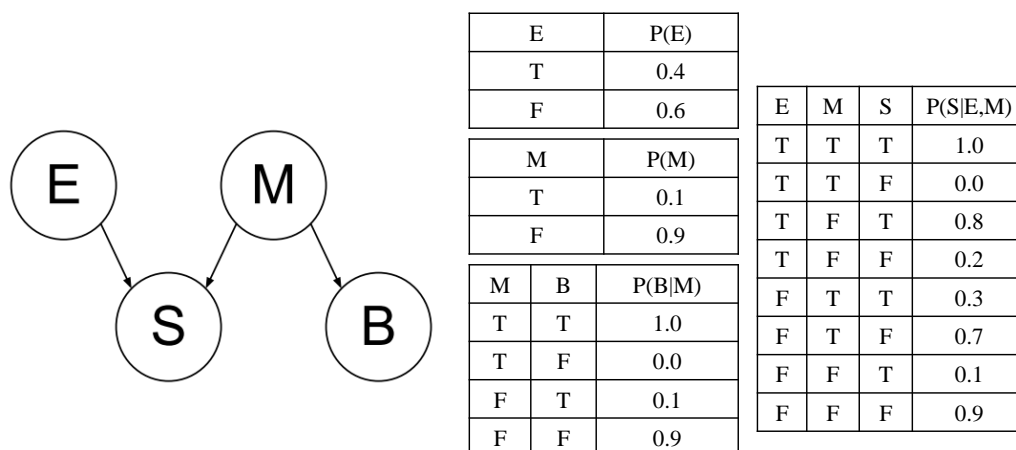 E M
S B
E P(E)
T 0.4
F 0.6
M P(M)
T 0.1
F 0.9
M B P(B|M)
T T 1.0
T F 0.0
F T 0.1
F F 0.9
E M S P(S|E,M)
T T T 1.0
T T F 0.0
T F T 0.8
T F F 0.2
F T T 0.3
F T F 0.7
F F T 0.1
F F F 0.9